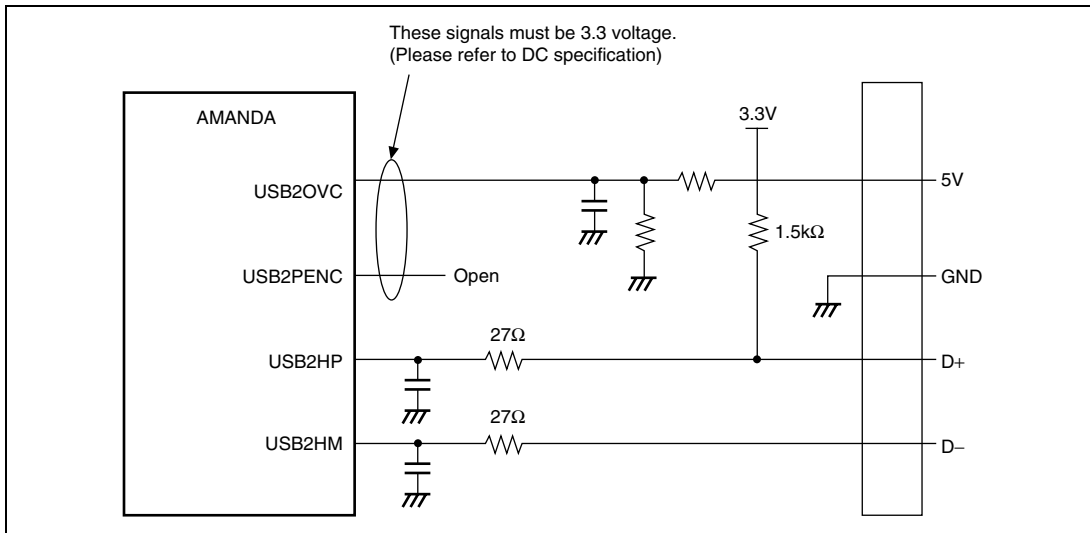 These signals must be 3.3 voltage.
(Please refer to DC specification)
AMANDA
3.3V
USB2OVC
5V
1.5kΩ
USB2PENC
Open
GND
27Ω
USB2HP
D+
27Ω
USB2HM
D−